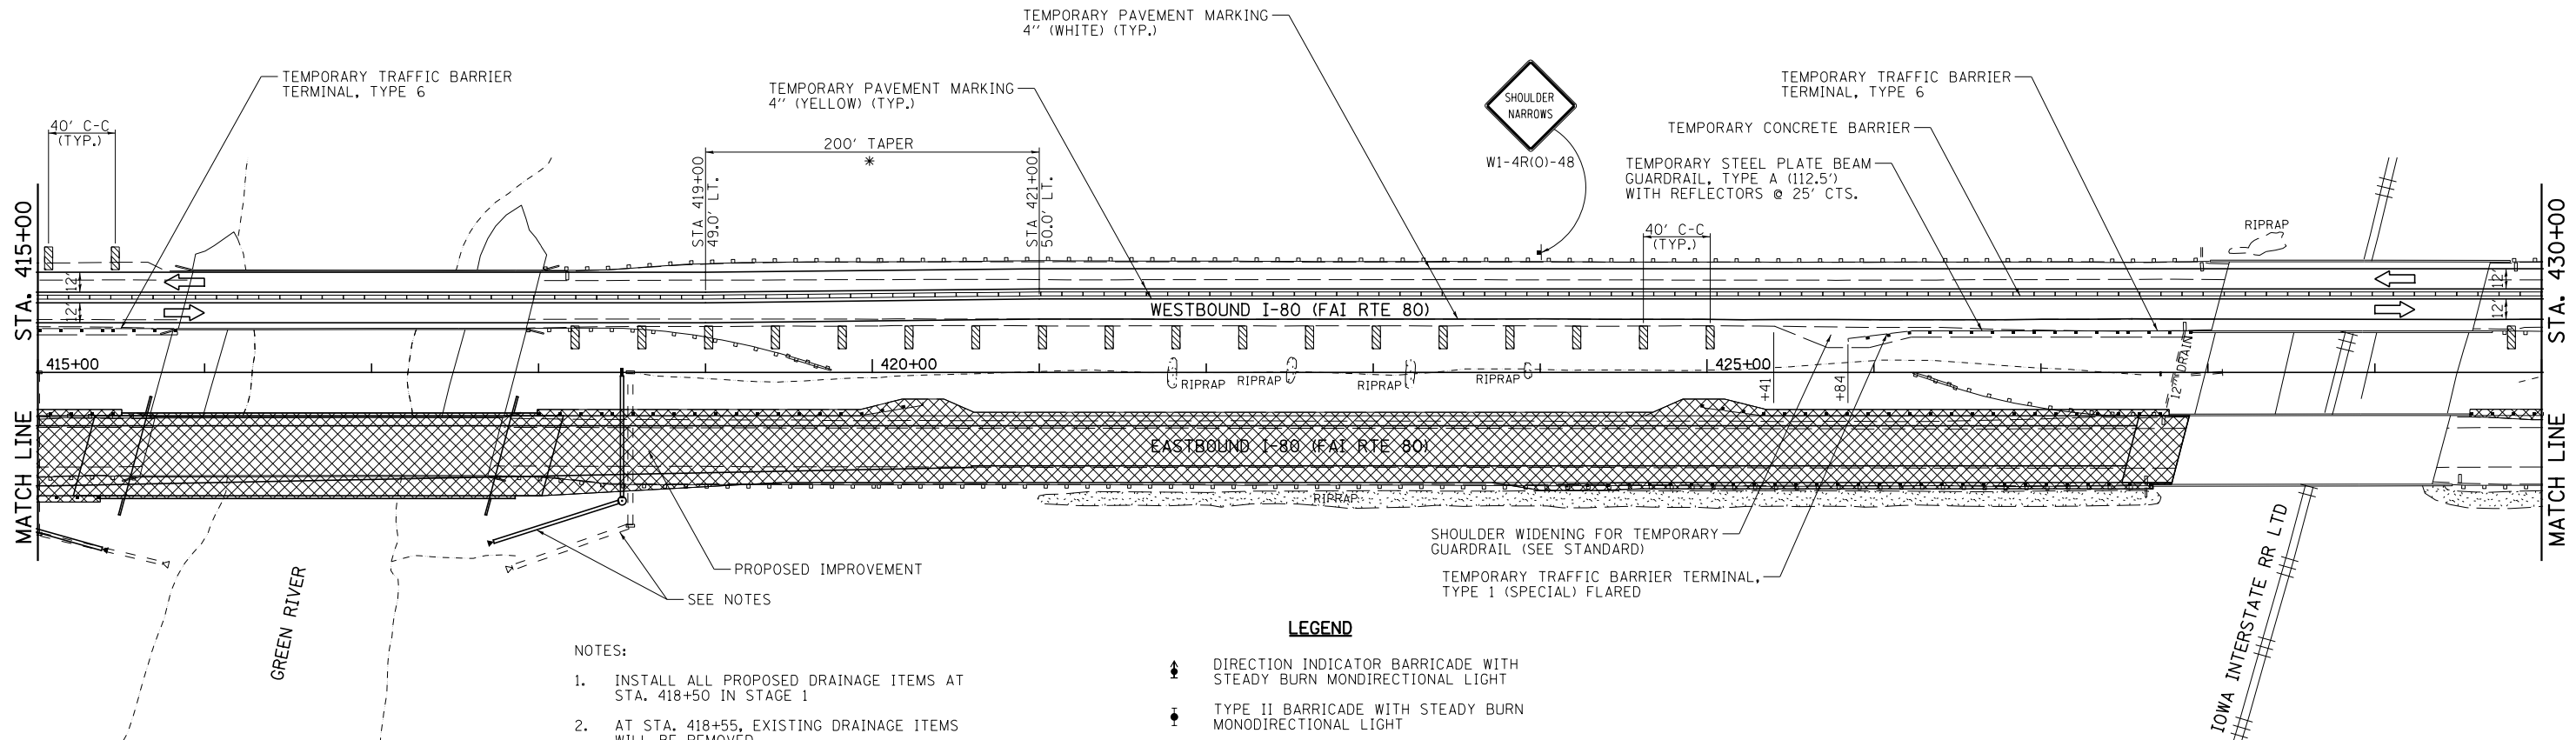 TEMPORARY PAVEMENT MARKING
4" (WHITE) (TYP.)
TEMPORARY TRAFFIC BARRIER
TERMINAL, TYPE 6
TEMPORARY PAVEMENT MARKING
4" (YELLOW) (TYP.)
SHOULDER
NARROWS
W1-4R(O)-48
TEMPORARY TRAFFIC BARRIER
TERMINAL, TYPE 6
TEMPORARY CONCRETE BARRIER
TEMPORARY STEEL PLATE BEAM
GUARDRAIL, TYPE A (112.5')
WITH REFLECTORS @ 25' CTS.
40' C-C
(TYP.)
200' TAPER
*
STA 419+00
49.0' LT.
STA 421+00
50.0' LT.
40' C-C
(TYP.)
RIPRAP
STA. 415+00
MATCH LINE
STA. 430+00
MATCH LINE
12'
12'
12'
12'
WESTBOUND I-80 (FAI RTE 80)
415+00
420+00
425+00
RIPRAP
RIPRAP
RIPRAP
RIPRAP
+41
+84
12" DRAIN
EASTBOUND I-80 (FAI RTE 80)
RIPRAP
PROPOSED IMPROVEMENT
SEE NOTES
SHOULDER WIDENING FOR TEMPORARY
GUARDRAIL (SEE STANDARD)
TEMPORARY TRAFFIC BARRIER TERMINAL,
TYPE 1 (SPECIAL) FLARED
GREEN RIVER
IOWA INTERSTATE RR LTD
NOTES:
1. INSTALL ALL PROPOSED DRAINAGE ITEMS AT
STA. 418+50 IN STAGE 1
2. AT STA. 418+55, EXISTING DRAINAGE ITEMS
WILL BE REMOVED
LEGEND
DIRECTION INDICATOR BARRICADE WITH
STEADY BURN MONDIRECTIONAL LIGHT
TYPE II BARRICADE WITH STEADY BURN
MONODIRECTIONAL LIGHT